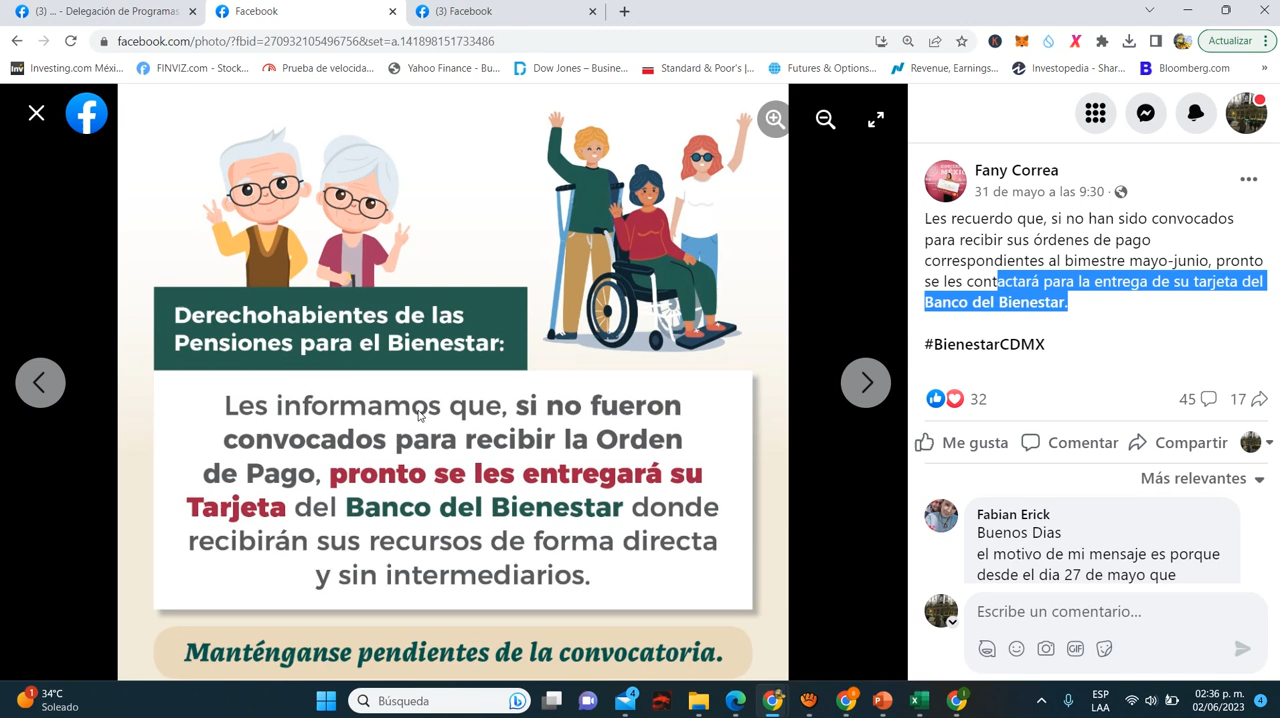 (3) ... - Delegación de Programas
Facebook
(3) Facebook
facebook.com/photo/?fbid=270932105496756&set=a.141898151733486
Actualizar
Investing.com Méxi...
FINVIZ.com - Stock...
Prueba de velocida...
Yahoo Finance - Bu...
Dow Jones – Busine...
Standard & Poor's |...
Futures & Options...
Revenue, Earnings...
Investopedia - Shar...
Bloomberg.com
»
Derechohabientes de las
Pensiones para el Bienestar:
Les informamos que, si no fueron
convocados para recibir la Orden
de Pago, pronto se les entregará su
Tarjeta del Banco del Bienestar donde
recibirán sus recursos de forma directa
y sin intermediarios.
Manténganse pendientes de la convocatoria.
Fany Correa
31 de mayo a las 9:30 ·
Les recuerdo que, si no han sido convocados
para recibir sus órdenes de pago
correspondientes al bimestre mayo-junio, pronto
se les contactará para la entrega de su tarjeta del
Banco del Bienestar.
#BienestarCDMX
32
45
17
Me gusta
Comentar
Compartir
Más relevantes
Fabian Erick
Buenos Dias
el motivo de mi mensaje es porque
desde el dia 27 de mayo que
Escribe un comentario...
GIF
1
34°C
Soleado
Búsqueda
4
ESP
LAA
02:36 p. m.
02/06/2023
4